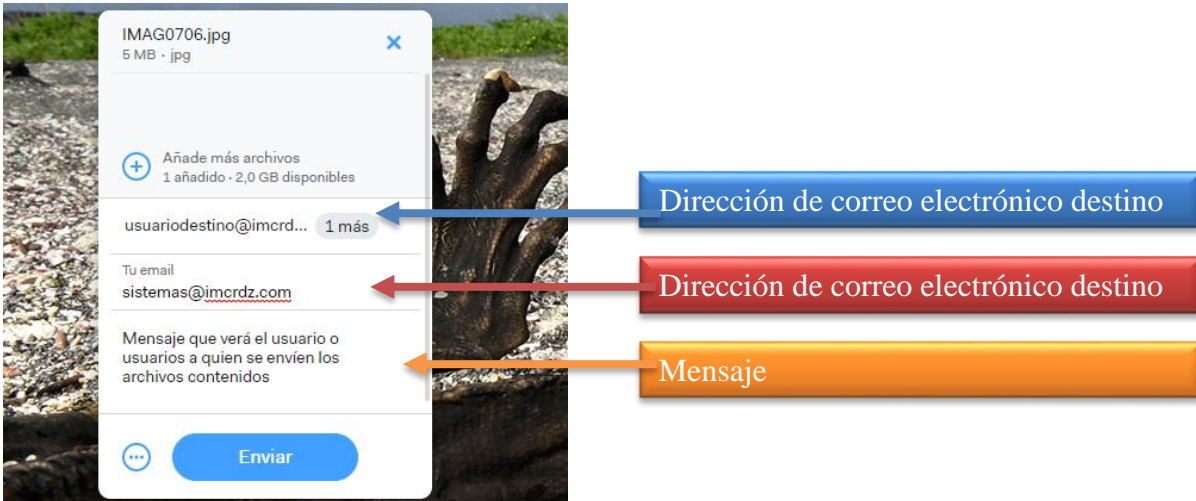 IMAG0706.jpg
5 MB · jpg
Añade más archivos
1 añadido · 2,0 GB disponibles
usuariodestino@imcrd... 1 más
Dirección de correo electrónico destino
Tu email
sistemas@imcrdz.com
Dirección de correo electrónico destino
Mensaje que verá el usuario o
usuarios a quien se envíen los
archivos contenidos
Mensaje
Enviar